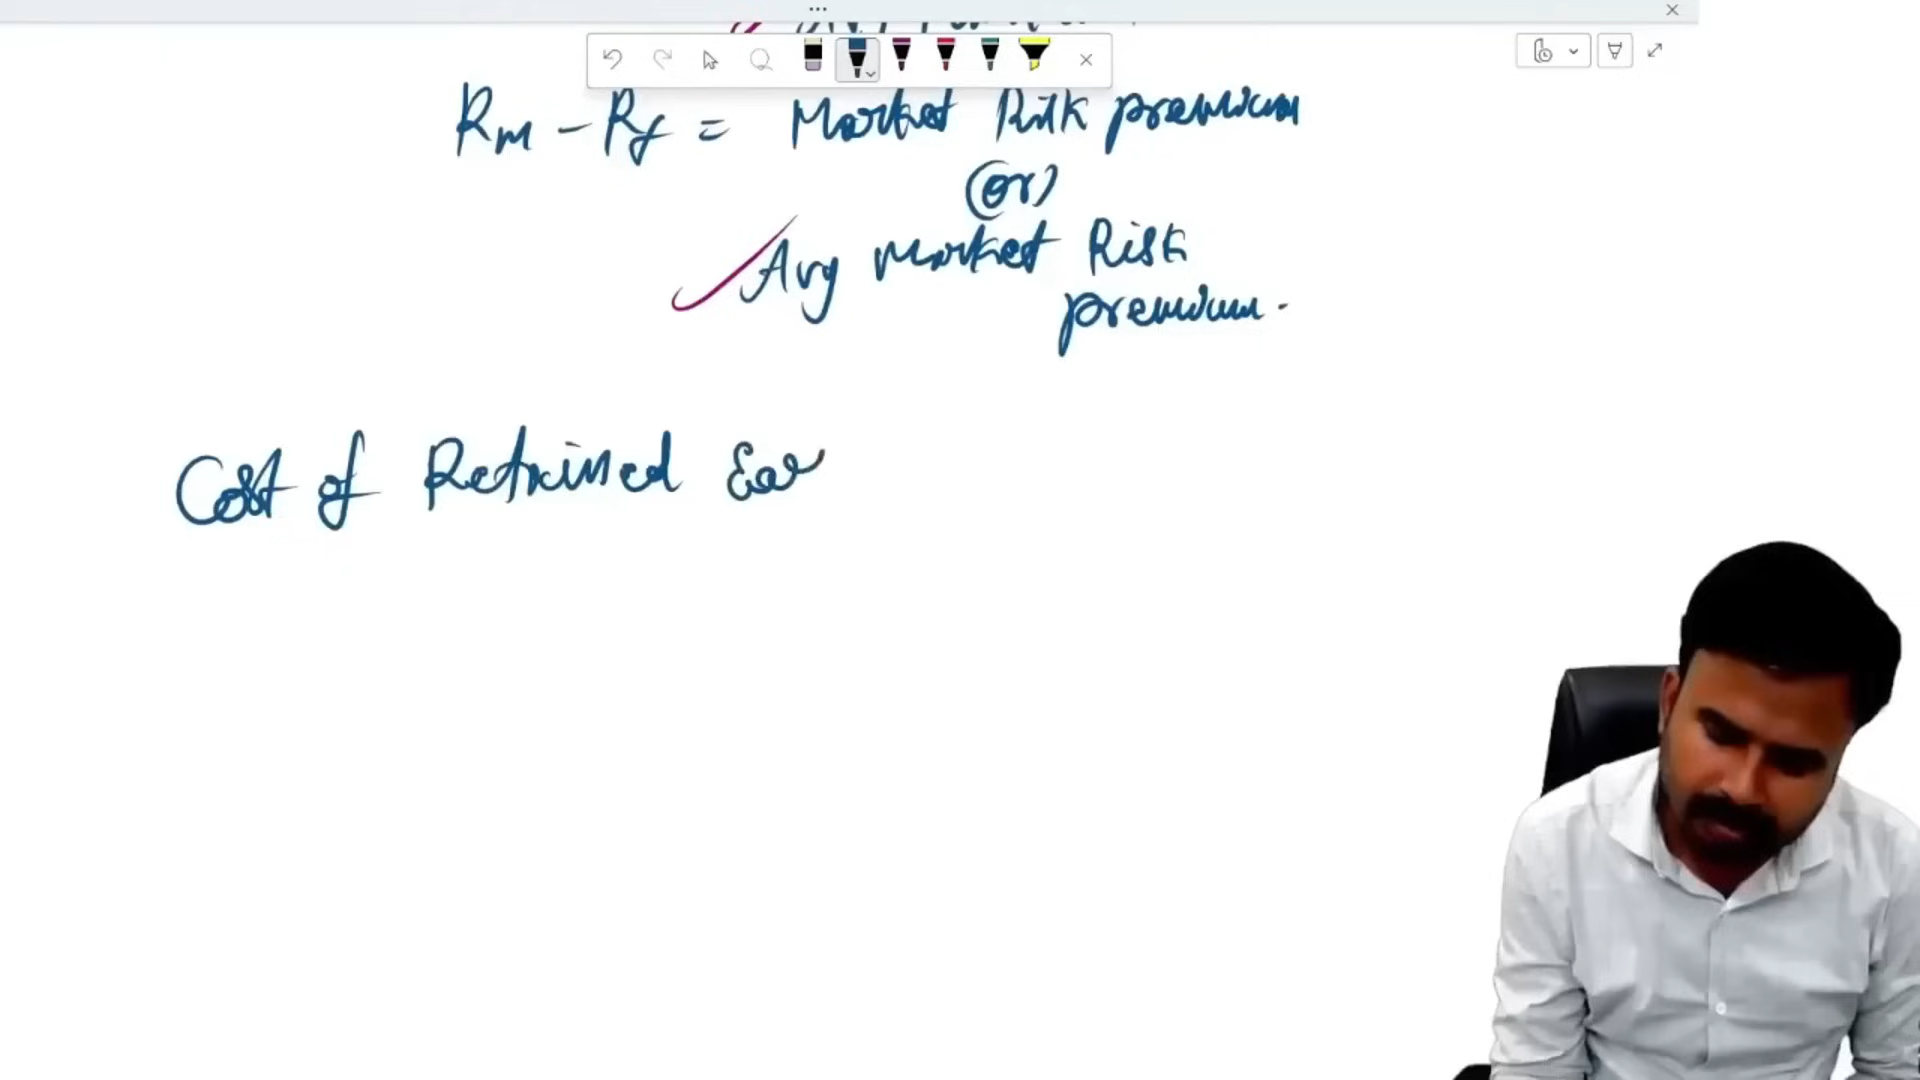 Rm - Rf = Market Risk premium
(or)
Avg Market Risk
premium.
Cost of Retained Ear